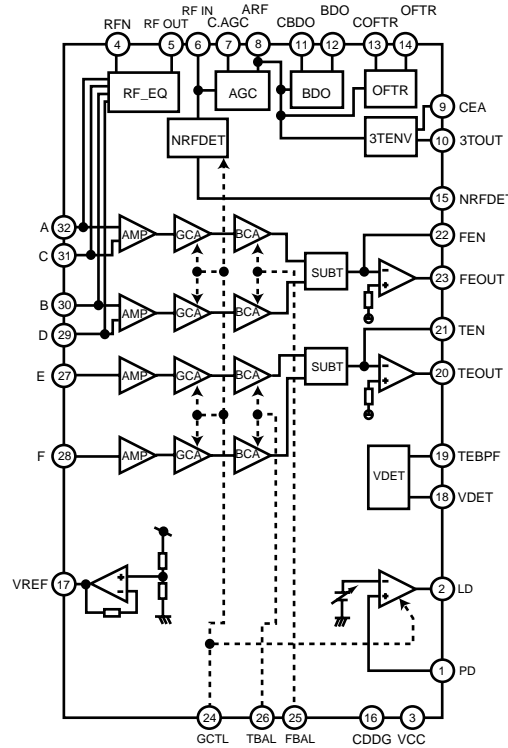 RFN RF OUT RF IN C.AGC ARF CBDO BDO COFTR OFTR
4 5 6 7 8 11 12 13 14
RF_EQ AGC BDO OFTR
9 CEA
NRFDET 3TENV
10 3TOUT
15 NRFDET
A 32 AMP GCA BCA
22 FEN
C 31
SUBT
23 FEOUT
B 30 AMP GCA BCA
D 29
21 TEN
E 27 AMP GCA BCA
SUBT
20 TEOUT
F 28 AMP GCA BCA
19 TEBPF
VDET
18 VDET
VREF 17
2 LD
1 PD
24 26 25 16 3
GCTL TBAL FBAL CDDG VCC